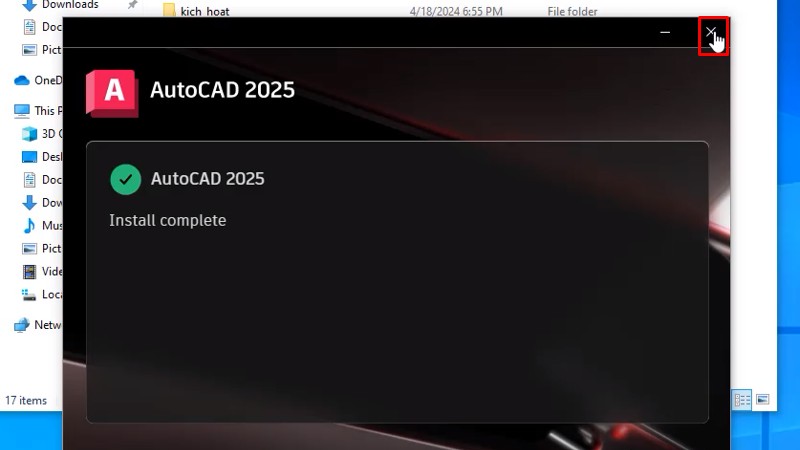 Downloads
kich_hoat 4/18/2024 6:55 PM File folder
Doc
Pict
OneD
This P
3D O
Desk
Doc
Dow
Mus
Pict
Vide
Loca
Netw
17 items
A AutoCAD 2025
AutoCAD 2025
Install complete